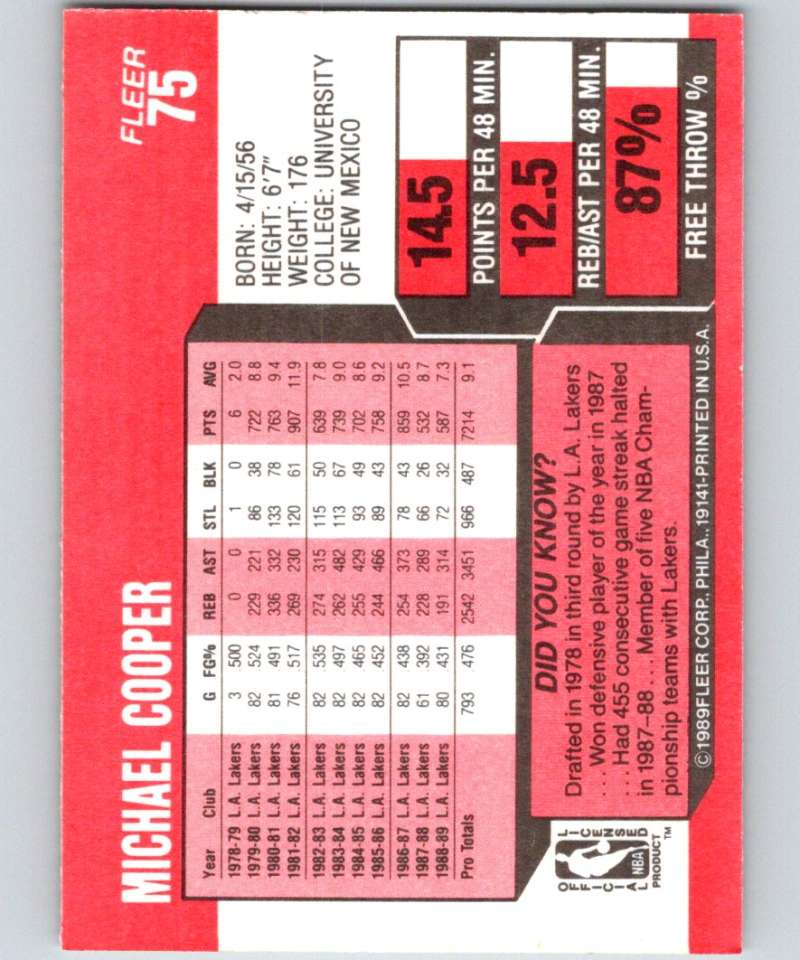 MICHAEL COOPER
FLEER
75
Year Club G FG% REB AST STL BLK PTS AVG
1978-79 L.A. Lakers 3 500 0 0 1 0 6 2.0
1979-80 L.A. Lakers 82 524 229 221 86 38 722 8.8
1980-81 L.A. Lakers 81 491 336 332 133 78 763 9.4
1981-82 L.A. Lakers 76 517 269 230 120 61 907 11.9
1982-83 L.A. Lakers 82 535 274 315 115 50 639 7.8
1983-84 L.A. Lakers 82 497 262 482 113 67 739 9.0
1984-85 L.A. Lakers 82 465 255 429 93 49 702 8.6
1985-86 L.A. Lakers 82 452 244 466 89 43 758 9.2
1986-87 L.A. Lakers 82 438 254 373 78 43 859 10.5
1987-88 L.A. Lakers 61 392 228 289 66 26 532 8.7
1988-89 L.A. Lakers 80 431 191 314 72 32 587 7.3
Pro Totals 793 476 2542 3451 966 487 7214 9.1
BORN: 4/15/56
HEIGHT: 6'7"
WEIGHT: 176
COLLEGE: UNIVERSITY
OF NEW MEXICO
14.5
POINTS PER 48 MIN.
12.5
REB/AST PER 48 MIN.
87%
FREE THROW %
DID YOU KNOW?
Drafted in 1978 in third round by L.A. Lakers
. . . . Won defensive player of the year in 1987
. . . . Had 455 consecutive game streak halted
in 1987–88 . . . . Member of five NBA Cham-
pionship teams with Lakers.
OFFICIAL LICENSED
NBA
PRODUCT™
©1989 FLEER CORP., PHILA., 19141-PRINTED IN U.S.A.